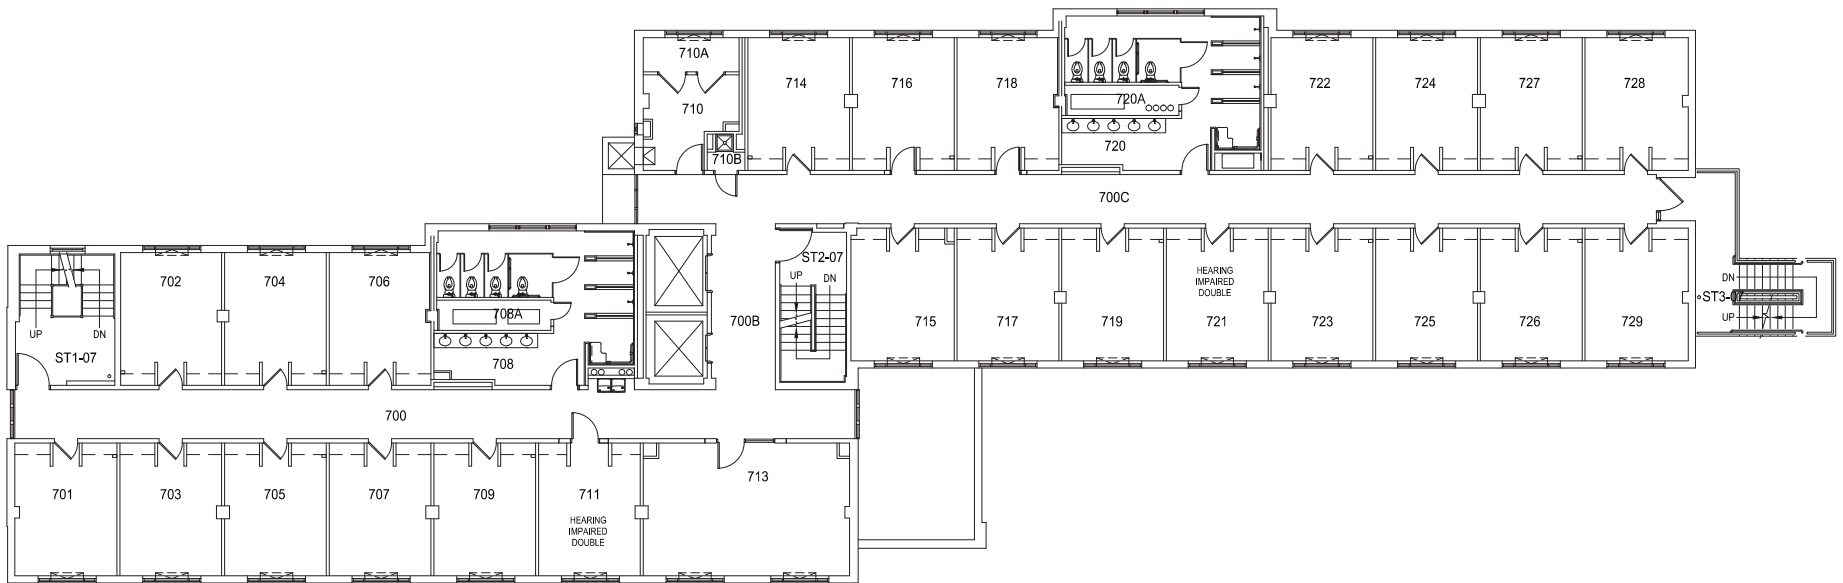 710A
710
710B
714
716
718
720A
720
722
724
727
728
700C
702
704
706
UP
DN
ST1-07
708A
708
700B
ST2-07
UP
DN
715
717
719
HEARING
IMPAIRED
DOUBLE
721
723
725
726
729
DN
ST3-07
UP
700
701
703
705
707
709
711
HEARING
IMPAIRED
DOUBLE
713